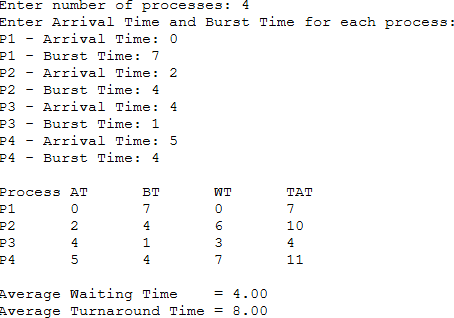 Enter number of processes: 4
Enter Arrival Time and Burst Time for each process:
P1 - Arrival Time: 0
P1 - Burst Time: 7
P2 - Arrival Time: 2
P2 - Burst Time: 4
P3 - Arrival Time: 4
P3 - Burst Time: 1
P4 - Arrival Time: 5
P4 - Burst Time: 4

Process AT BT WT TAT
P1 0 7 0 7
P2 2 4 6 10
P3 4 1 3 4
P4 5 4 7 11

Average Waiting Time = 4.00
Average Turnaround Time = 8.00